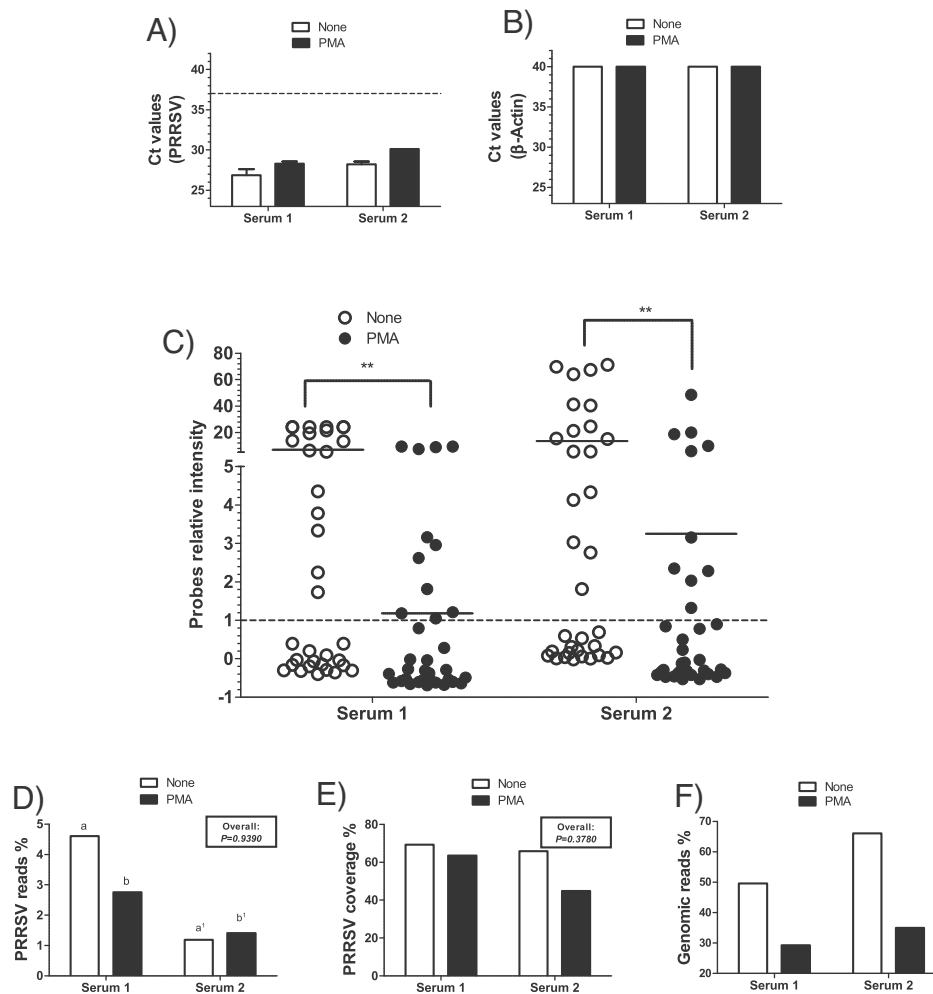 A)
None
PMA
Ct values
(PRRSV)
40
35
30
25
Serum 1
Serum 2
B)
None
PMA
Ct values
(β-Actin)
40
35
30
25
Serum 1
Serum 2
C)
None
PMA
**
**
Probes relative intensity
80
60
40
20
5
4
3
2
1
0
-1
Serum 1
Serum 2
D)
None
PMA
PRRSV reads %
5
4
3
2
1
0
a
b
a¹
b¹
Overall:
P=0.9390
Serum 1
Serum 2
E)
None
PMA
PRRSV coverage %
80
60
40
20
0
Overall:
P=0.3780
Serum 1
Serum 2
F)
None
PMA
Genomic reads %
70
60
50
40
30
20
Serum 1
Serum 2